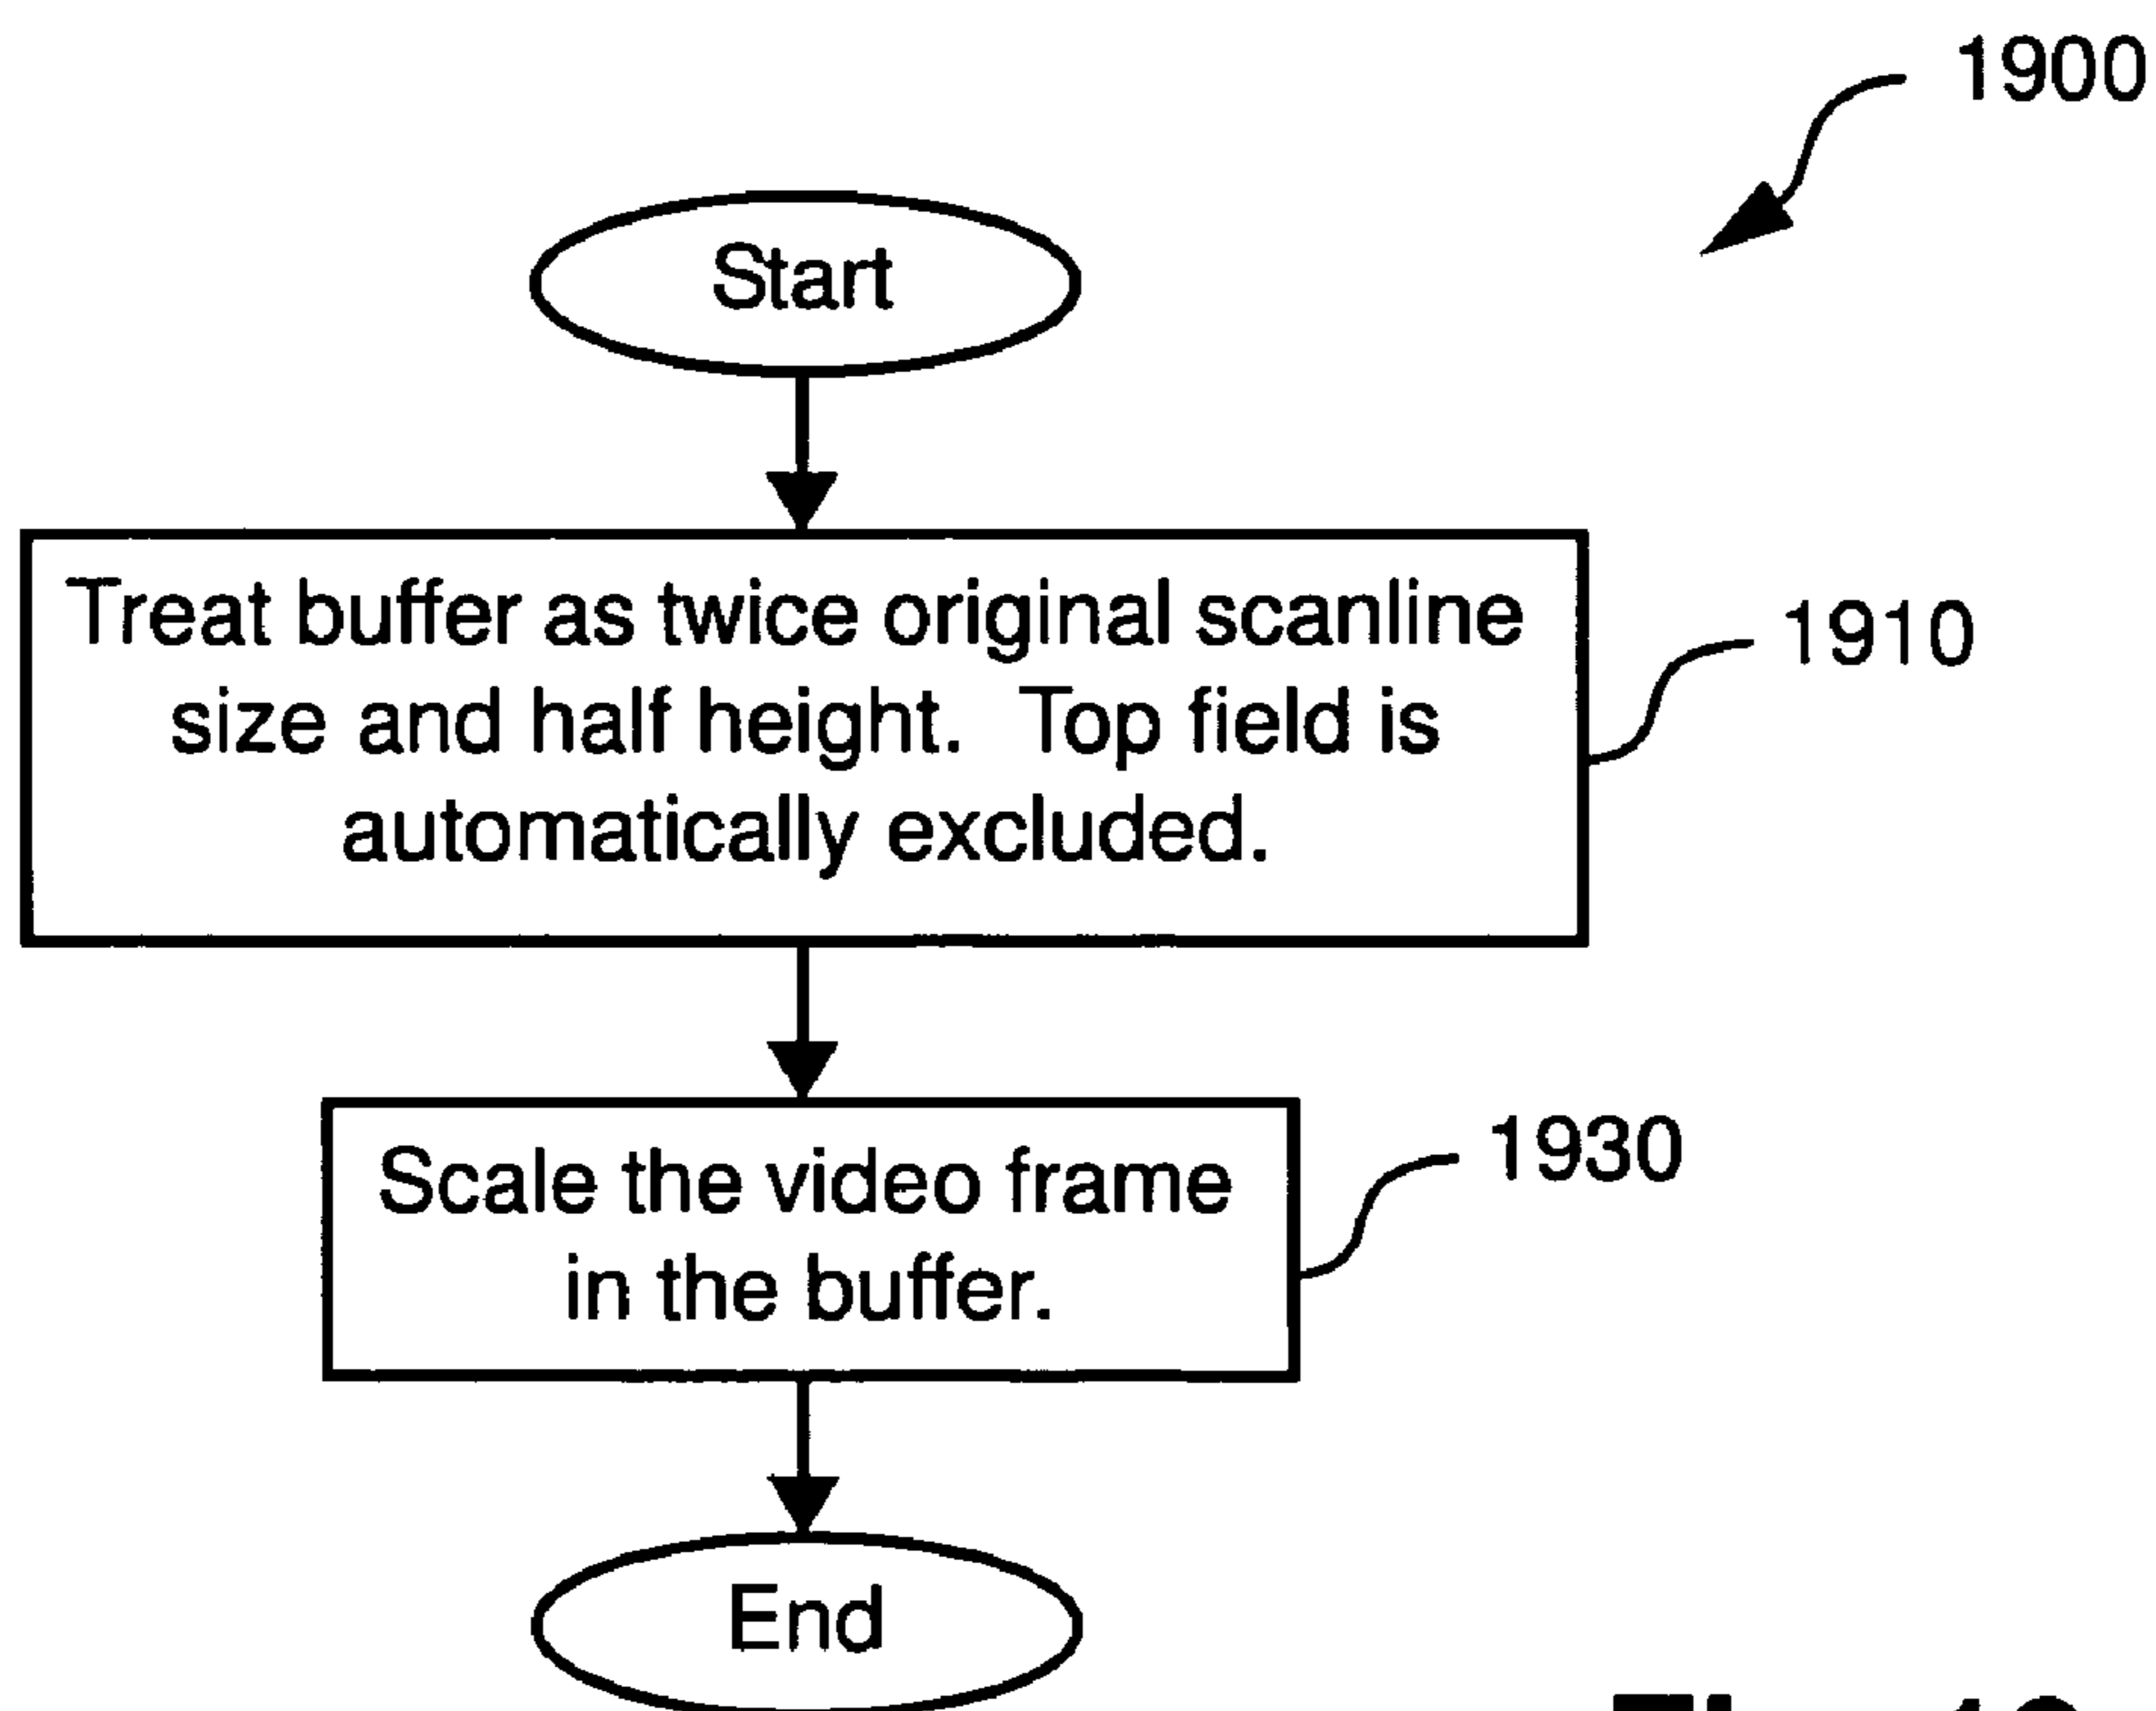 1900
Start
Treat buffer as twice original scanline
size and half height. Top field is
automatically excluded.
1910
Scale the video frame
in the buffer.
1930
End